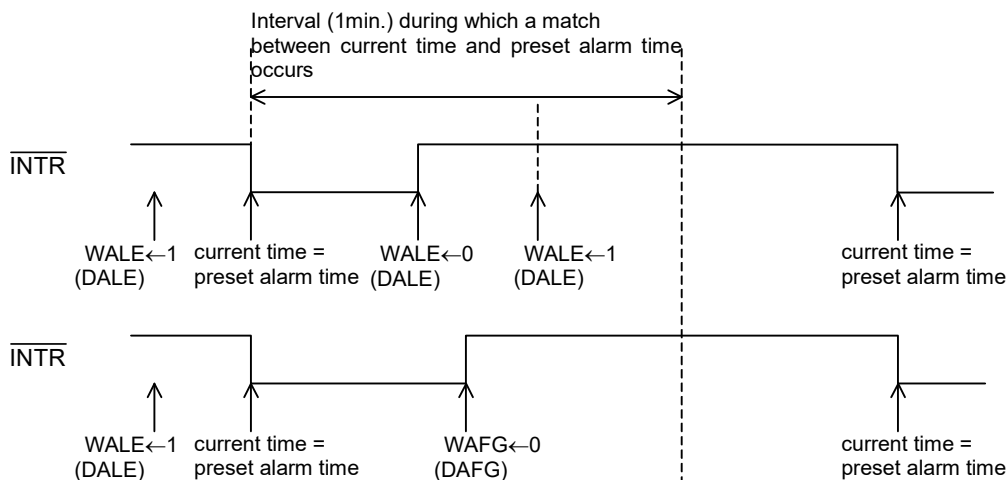 Interval (1min.) during which a match
between current time and preset alarm time
occurs
INTR
WALE←1
(DALE)
current time =
preset alarm time
WALE←0
(DALE)
WALE←1
(DALE)
current time =
preset alarm time
INTR
WALE←1
(DALE)
current time =
preset alarm time
WAFG←0
(DAFG)
current time =
preset alarm time